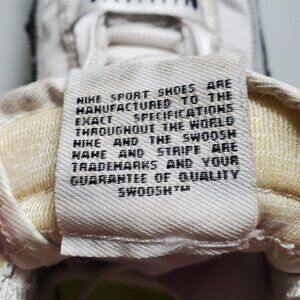 NIKE SPORT SHOES ARE
MANUFACTURED TO THE
EXACT SPECIFICATIONS
THROUGHOUT THE WORLD
NIKE AND THE SWOOSH
NAME AND STRIPE ARE
TRADEMARKS AND YOUR
GUARANTEE OF QUALITY
SWOOSH™